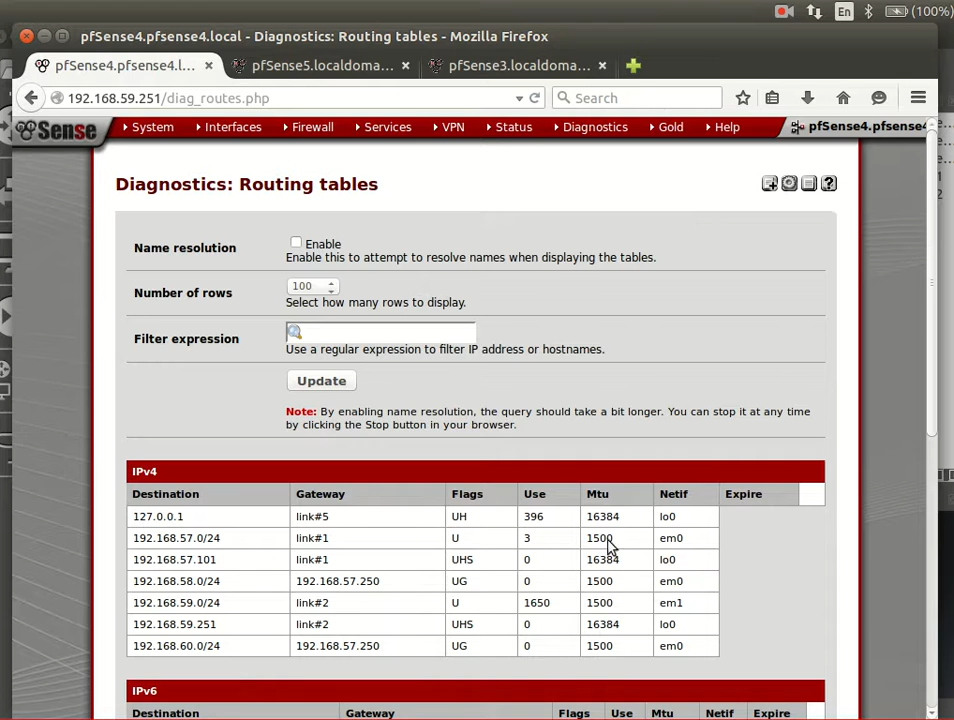 En (100%)
pfSense4.pfsense4.local - Diagnostics: Routing tables - Mozilla Firefox
pfSense4.pfsense4.l... pfSense5.localdoma... pfSense3.localdoma...
192.168.59.251/diag_routes.php Search
Sense System Interfaces Firewall Services VPN Status Diagnostics Gold Help pfSense4.pfsense4
Diagnostics: Routing tables
Name resolution Enable
Enable this to attempt to resolve names when displaying the tables.
Number of rows 100
Select how many rows to display.
Filter expression
Use a regular expression to filter IP address or hostnames.
Update
Note: By enabling name resolution, the query should take a bit longer. You can stop it at any time
by clicking the Stop button in your browser.
IPv4
Destination Gateway Flags Use Mtu Netif Expire
127.0.0.1 link#5 UH 396 16384 lo0
192.168.57.0/24 link#1 U 3 1500 em0
192.168.57.101 link#1 UHS 0 16384 lo0
192.168.58.0/24 192.168.57.250 UG 0 1500 em0
192.168.59.0/24 link#2 U 1650 1500 em1
192.168.59.251 link#2 UHS 0 16384 lo0
192.168.60.0/24 192.168.57.250 UG 0 1500 em0
IPv6
Destination Gateway Flags Use Mtu Netif Expire